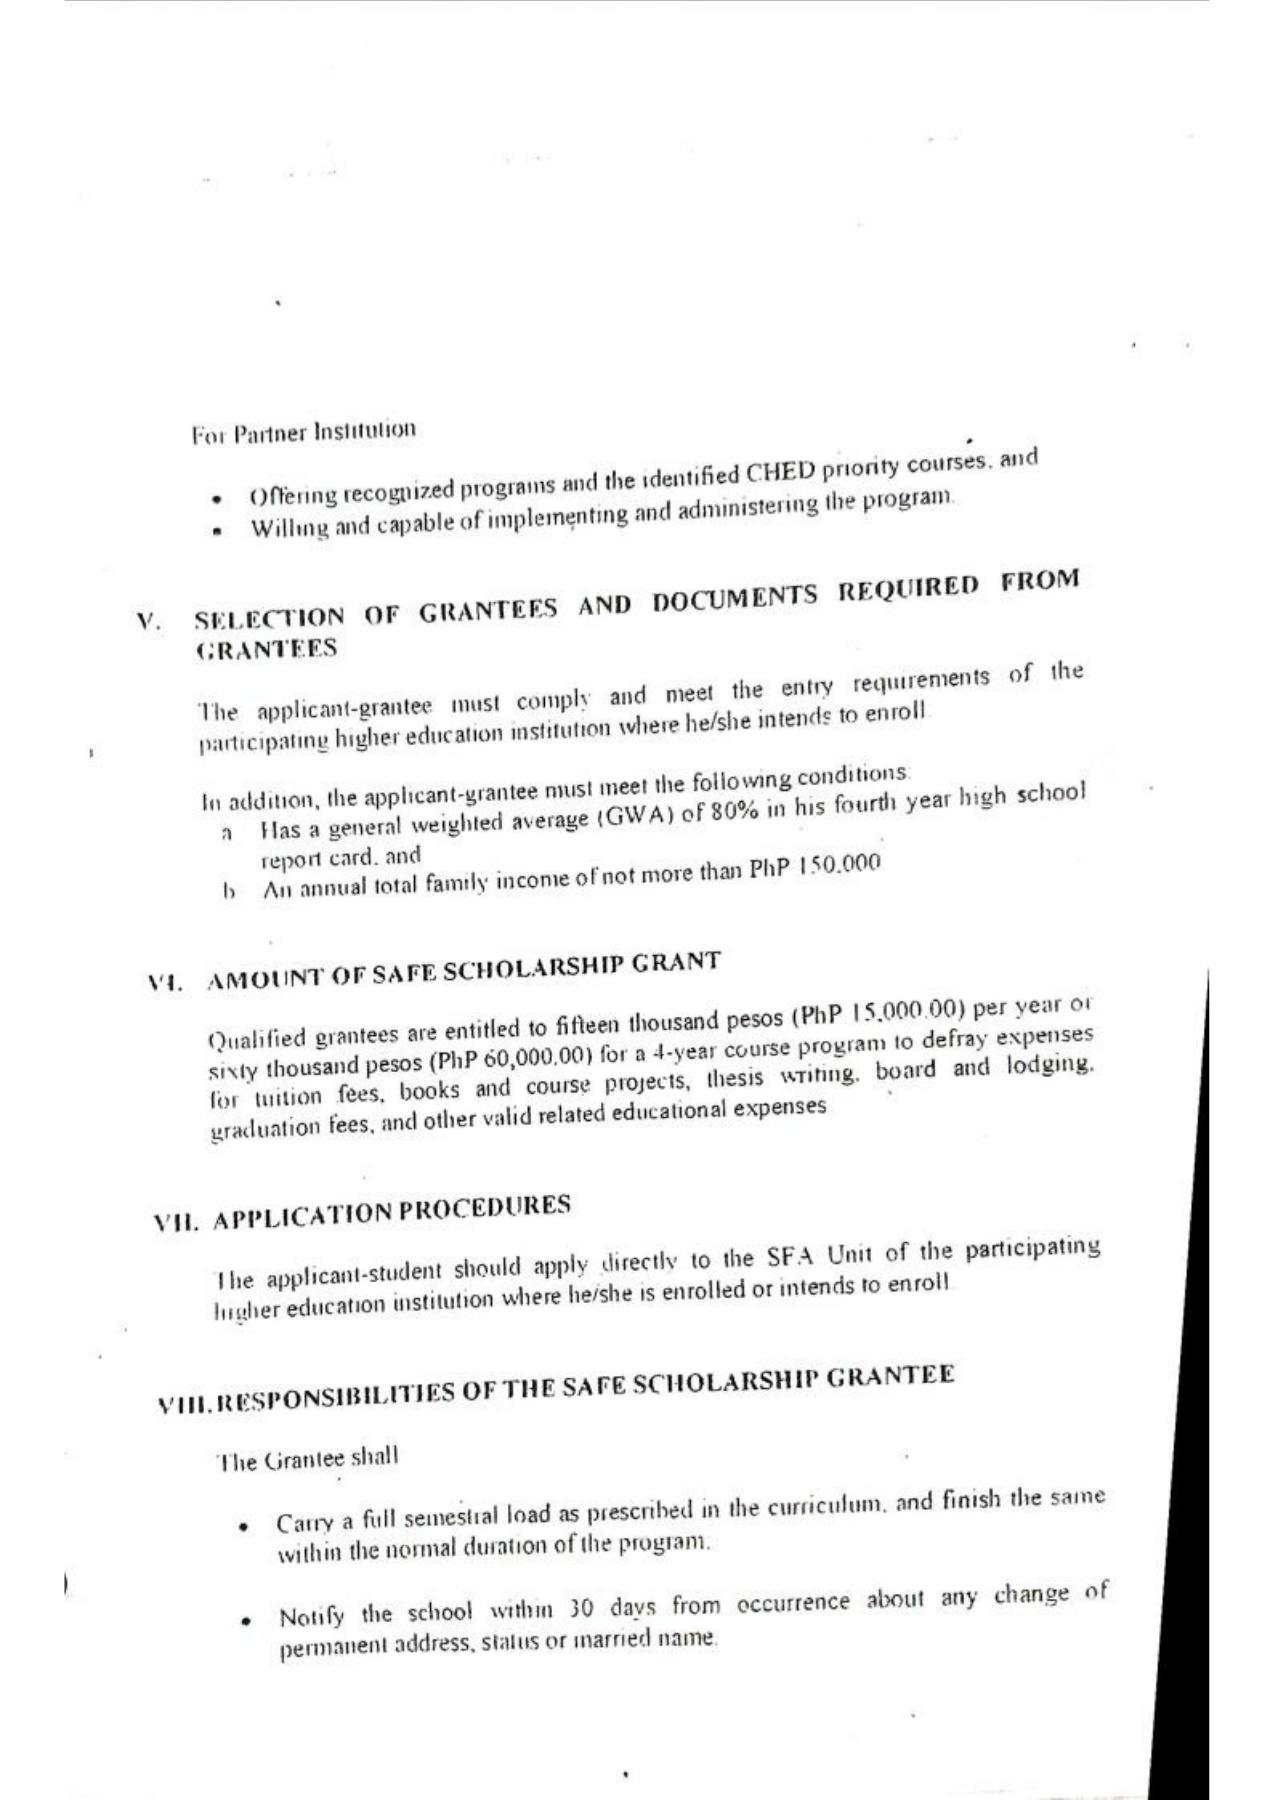 For Partner Institution
• Offering recognized programs and the identified CHED priority courses, and
• Willing and capable of implementing and administering the program.
V. SELECTION OF GRANTEES AND DOCUMENTS REQUIRED FROM
GRANTEES
The applicant-grantee must comply and meet the entry requirements of the
participating higher education institution where he/she intends to enroll
In addition, the applicant-grantee must meet the following conditions:
a Has a general weighted average (GWA) of 80% in his fourth year high school
report card, and
b An annual total family income of not more than PhP 150,000
VI. AMOUNT OF SAFE SCHOLARSHIP GRANT
Qualified grantees are entitled to fifteen thousand pesos (PhP 15,000.00) per year or
sixty thousand pesos (PhP 60,000.00) for a 4-year course program to defray expenses
for tuition fees, books and course projects, thesis writing, board and lodging,
graduation fees, and other valid related educational expenses
VII. APPLICATION PROCEDURES
The applicant-student should apply directly to the SFA Unit of the participating
higher education institution where he/she is enrolled or intends to enroll
VIII. RESPONSIBILITIES OF THE SAFE SCHOLARSHIP GRANTEE
The Grantee shall
• Carry a full semestral load as prescribed in the curriculum, and finish the same
within the normal duration of the program.
• Notify the school within 30 days from occurrence about any change of
permanent address, status or married name.